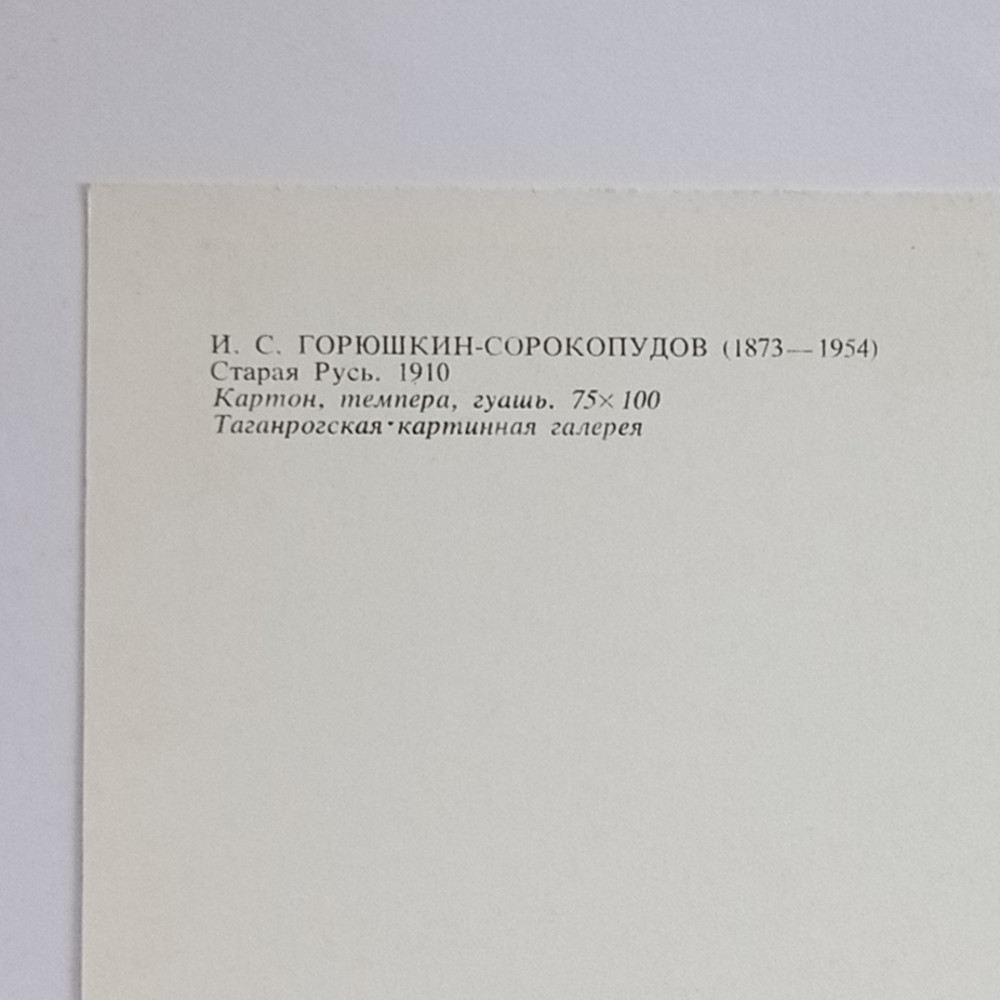 И. С. ГОРЮШКИН-СОРОКОПУДОВ (1873—1954)
Старая Русь. 1910
Картон, темпера, гуашь. 75×100
Таганрогская картинная галерея